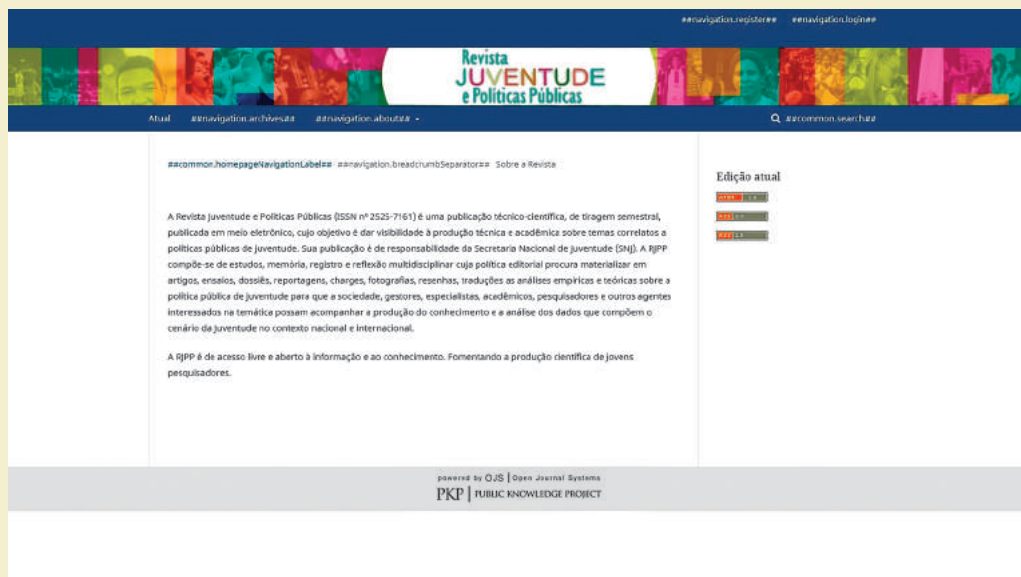 ##navigation.register## ##navigation.login##
Revista
JUVENTUDE
e Políticas Públicas
Atual ##navigation.archives## ##navigation.about## ##common.search##
##common.homepageNavigationLabel## ##navigation.breadcrumbSeparator## Sobre a Revista
Edição atual
A Revista Juventude e Políticas Públicas (ISSN nº 2525-7161) é uma publicação técnico-científica, de tiragem semestral,
publicada em meio eletrônico, cujo objetivo é dar visibilidade à produção técnica e acadêmica sobre temas correlatos a
políticas públicas de juventude. Sua publicação é de responsabilidade da Secretaria Nacional de Juventude (SNJ). A RJPP
compõe-se de estudos, memória, registro e reflexão multidisciplinar cuja política editorial procura materializar em
artigos, ensaios, dossiês, reportagens, charges, fotografias, resenhas, traduções as análises empíricas e teóricas sobre a
política pública de juventude para que a sociedade, gestores, especialistas, acadêmicos, pesquisadores e outros agentes
interessados na temática possam acompanhar a produção do conhecimento e a análise dos dados que compõem o
cenário da Juventude no contexto nacional e internacional.
A RJPP é de acesso livre e aberto à informação e ao conhecimento. Fomentando a produção científica de jovens
pesquisadores.
powered by OJS | Open Journal Systems
PKP | PUBLIC KNOWLEDGE PROJECT